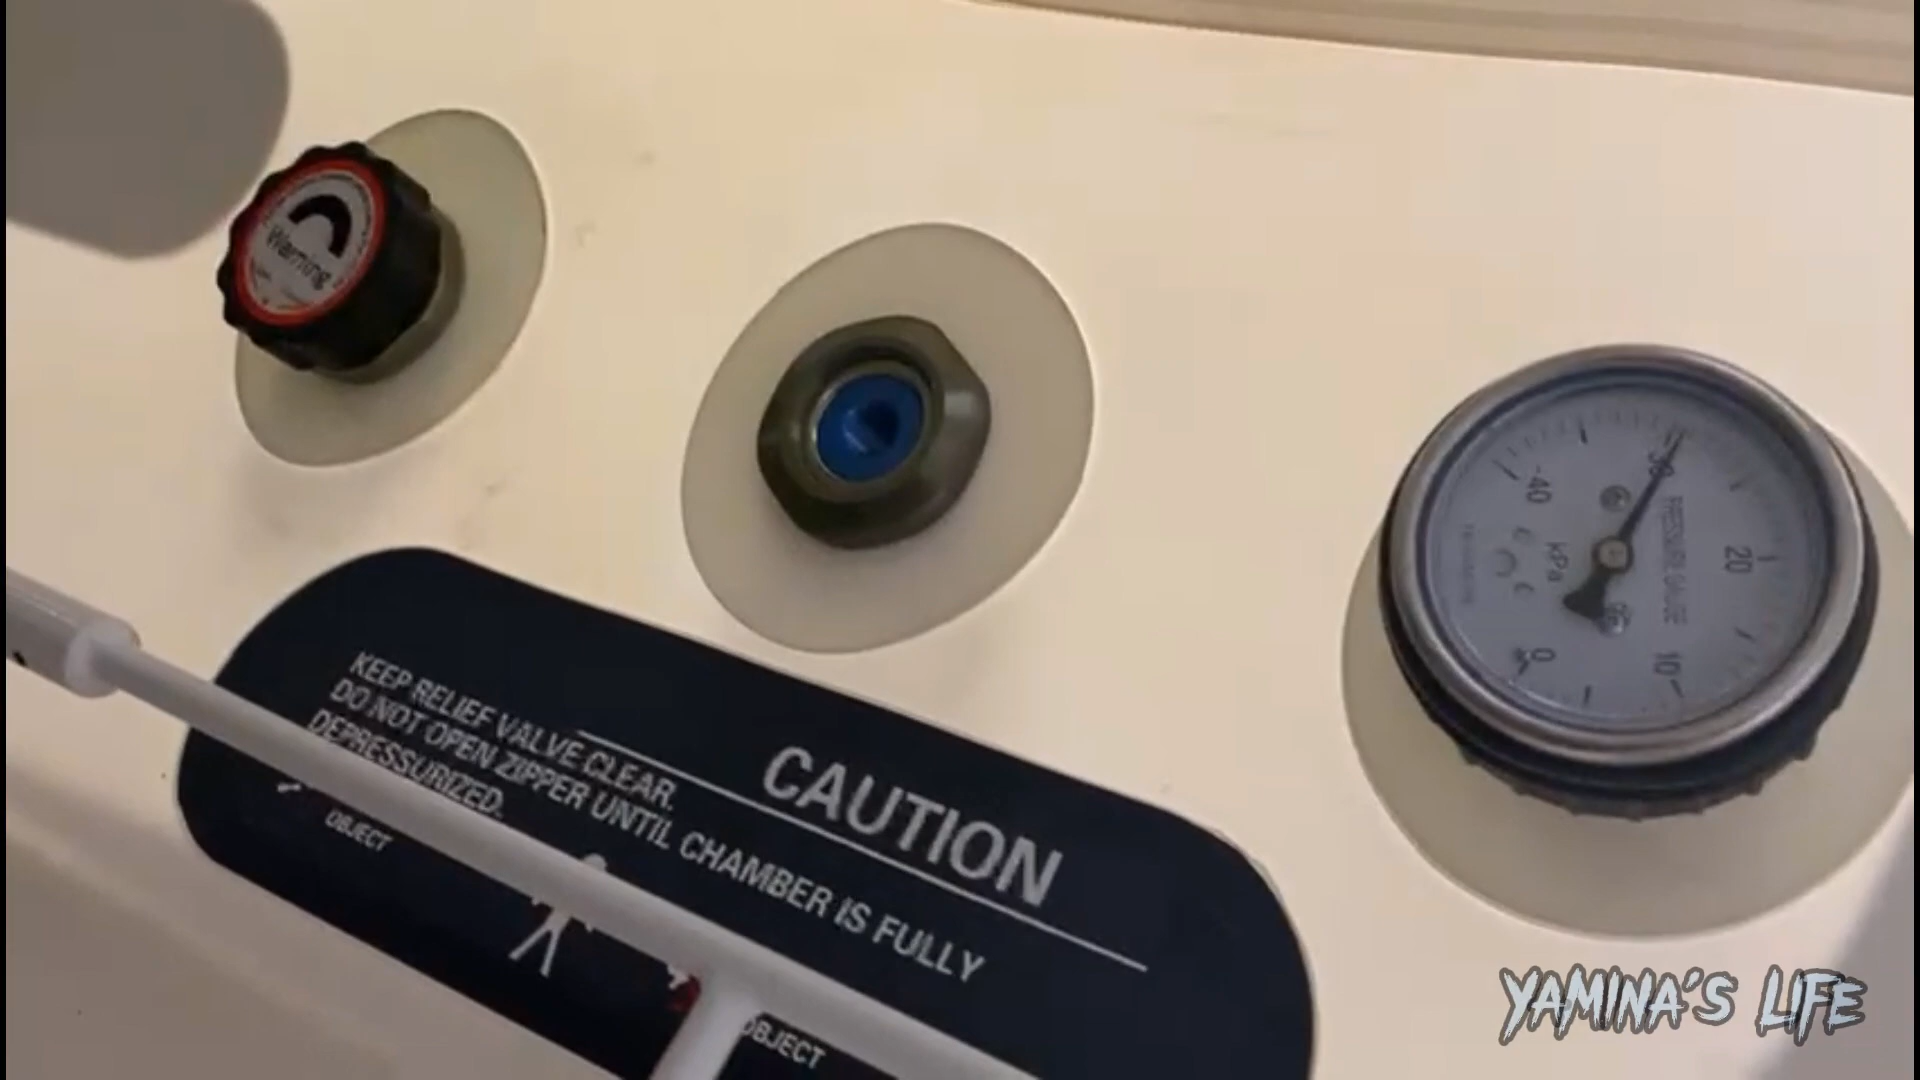 Warning
30
-40
20
kPa
PRESSURE GAUGE
10
0
CAUTION
KEEP RELIEF VALVE CLEAR.
DO NOT OPEN ZIPPER UNTIL CHAMBER IS FULLY
DEPRESSURIZED.
OBJECT
OBJECT
YAMINA'S LIFE